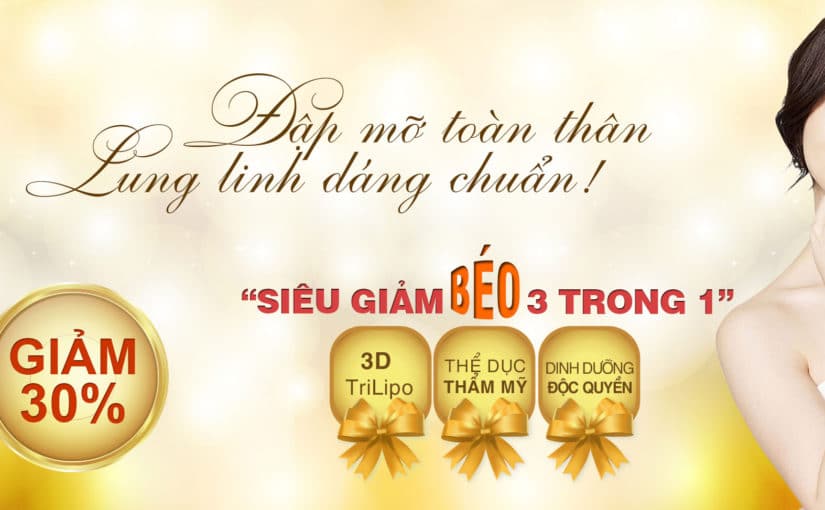 Đập mỡ toàn thân
Lung linh dáng chuẩn!
“SIÊU GIẢM BÉO 3 TRONG 1”
GIẢM
30%
3D
TriLipo
THỂ DỤC
THẨM MỸ
DINH DƯỠNG
ĐỘC QUYỀN